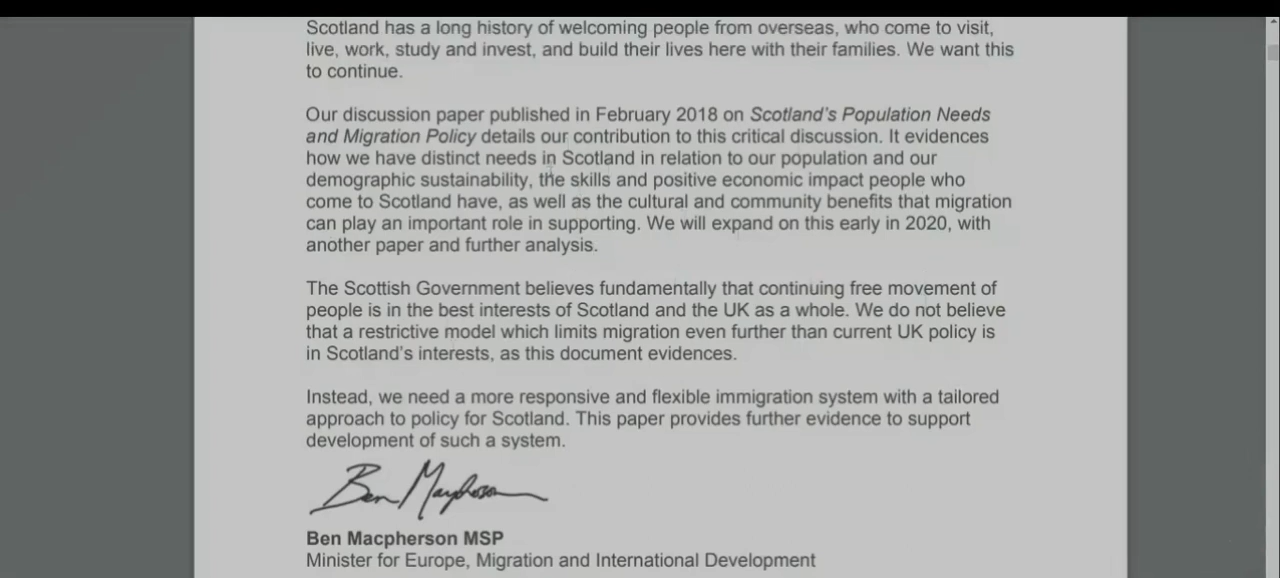 Scotland has a long history of welcoming people from overseas, who come to visit,
live, work, study and invest, and build their lives here with their families. We want this
to continue.
Our discussion paper published in February 2018 on Scotland's Population Needs
and Migration Policy details our contribution to this critical discussion. It evidences
how we have distinct needs in Scotland in relation to our population and our
demographic sustainability, the skills and positive economic impact people who
come to Scotland have, as well as the cultural and community benefits that migration
can play an important role in supporting. We will expand on this early in 2020, with
another paper and further analysis.
The Scottish Government believes fundamentally that continuing free movement of
people is in the best interests of Scotland and the UK as a whole. We do not believe
that a restrictive model which limits migration even further than current UK policy is
in Scotland's interests, as this document evidences.
Instead, we need a more responsive and flexible immigration system with a tailored
approach to policy for Scotland. This paper provides further evidence to support
development of such a system.
Ben Macpherson
Ben Macpherson MSP
Minister for Europe, Migration and International Development